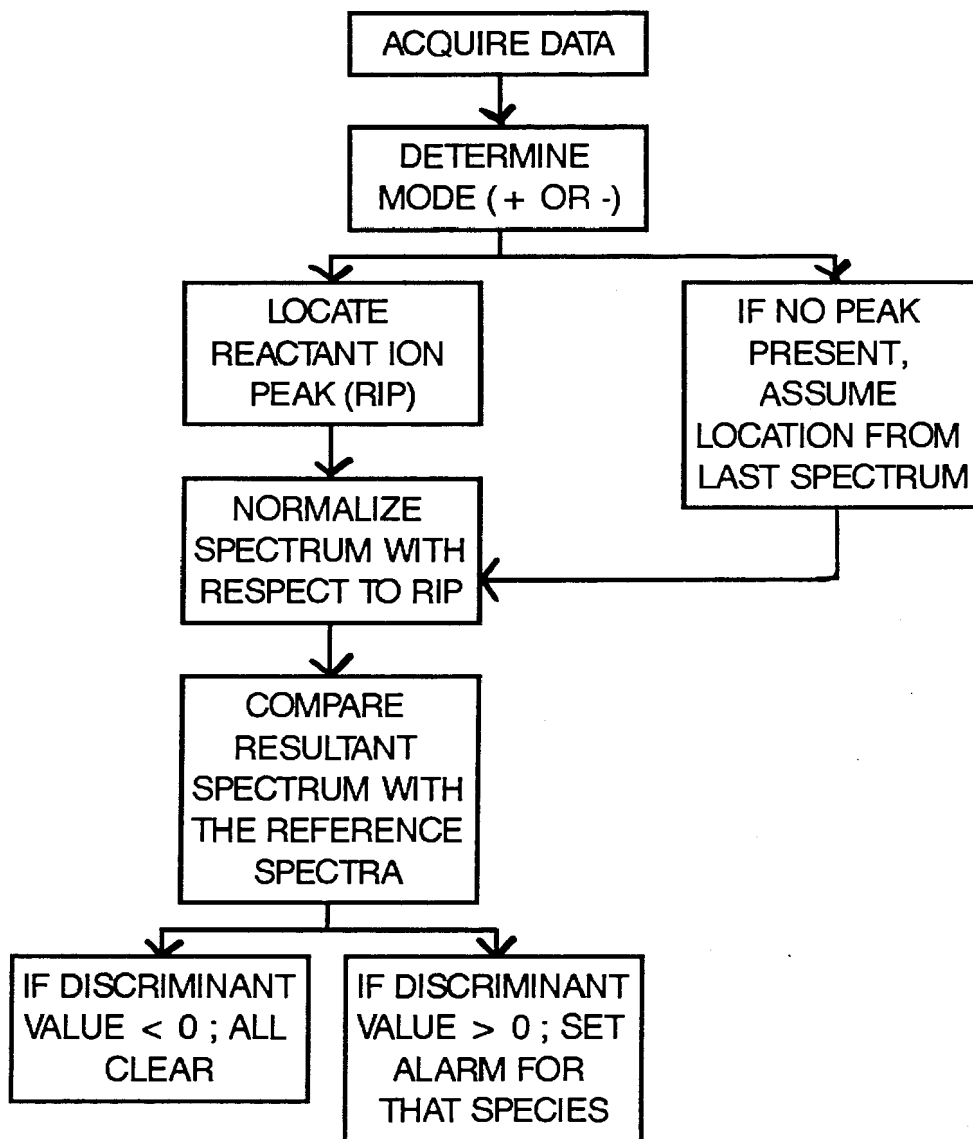 ACQUIRE DATA
DETERMINE
MODE (+ OR -)
LOCATE
REACTANT ION
PEAK (RIP)
IF NO PEAK
PRESENT,
ASSUME
LOCATION FROM
LAST SPECTRUM
NORMALIZE
SPECTRUM WITH
RESPECT TO RIP
COMPARE
RESULTANT
SPECTRUM WITH
THE REFERENCE
SPECTRA
IF DISCRIMINANT
VALUE < 0 ; ALL
CLEAR
IF DISCRIMINANT
VALUE > 0 ; SET
ALARM FOR
THAT SPECIES